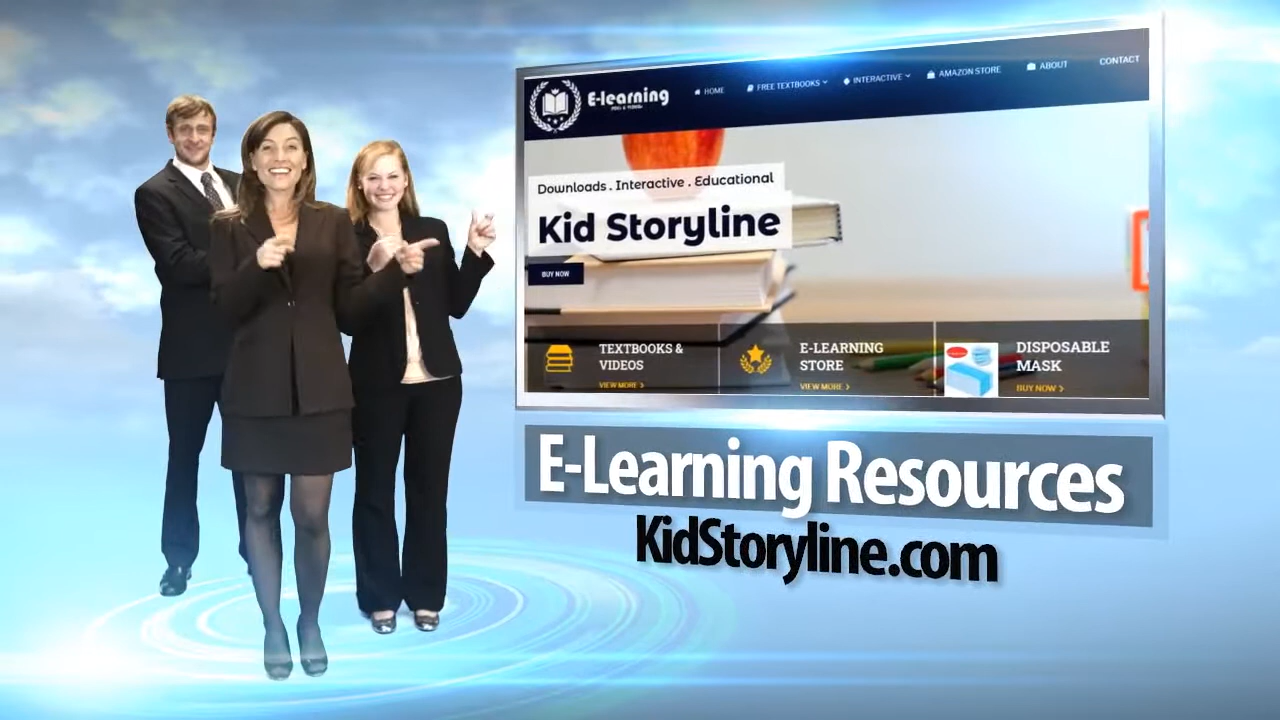 E-learning
HOME
FREE TEXTBOOKS
INTERACTIVE
AMAZON STORE
ABOUT
CONTACT
Downloads . Interactive . Educational
Kid Storyline
BUY NOW
TEXTBOOKS &
VIDEOS
VIEW MORE
E-LEARNING
STORE
VIEW MORE
DISPOSABLE
MASK
BUY NOW
E-Learning Resources
KidStoryline.com